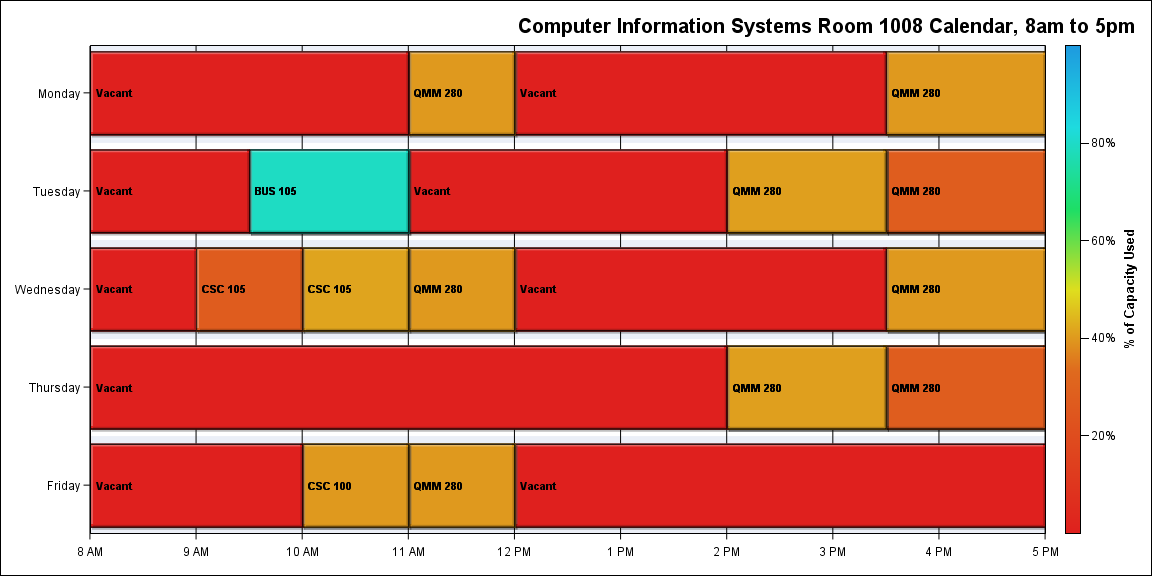 Computer Information Systems Room 1008 Calendar, 8am to 5pm
Monday
Vacant
QMM 280
Vacant
QMM 280
Tuesday
Vacant
BUS 105
Vacant
QMM 280
QMM 280
Wednesday
Vacant
CSC 105
CSC 105
QMM 280
Vacant
QMM 280
Thursday
Vacant
QMM 280
QMM 280
Friday
Vacant
CSC 100
QMM 280
Vacant
8 AM
9 AM
10 AM
11 AM
12 PM
1 PM
2 PM
3 PM
4 PM
5 PM
80%
60%
40%
20%
% of Capacity Used